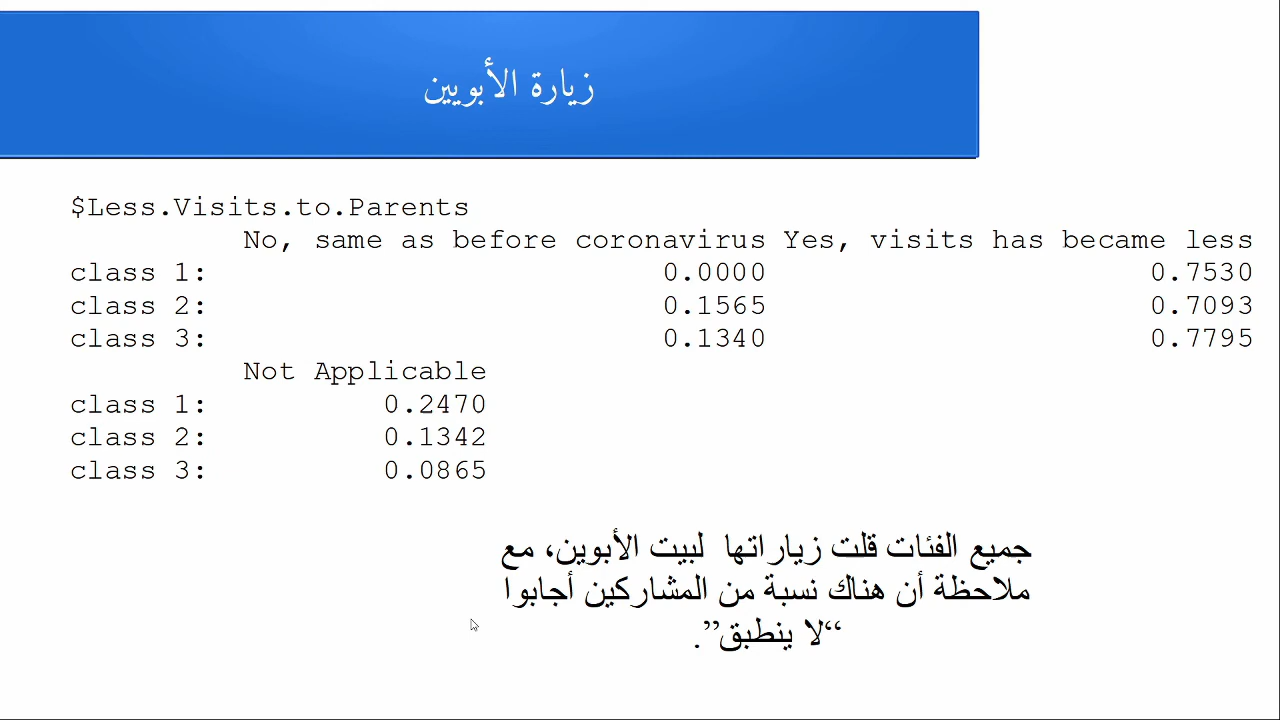 زيارة الأبويين
$Less.Visits.to.Parents
No, same as before coronavirus Yes, visits has became less
class 1: 0.0000 0.7530
class 2: 0.1565 0.7093
class 3: 0.1340 0.7795
Not Applicable
class 1: 0.2470
class 2: 0.1342
class 3: 0.0865
جميع الفئات قلت زياراتها لبيت الأبوين، مع
ملاحظة أن هناك نسبة من المشاركين أجابوا
“لا ينطبق”.